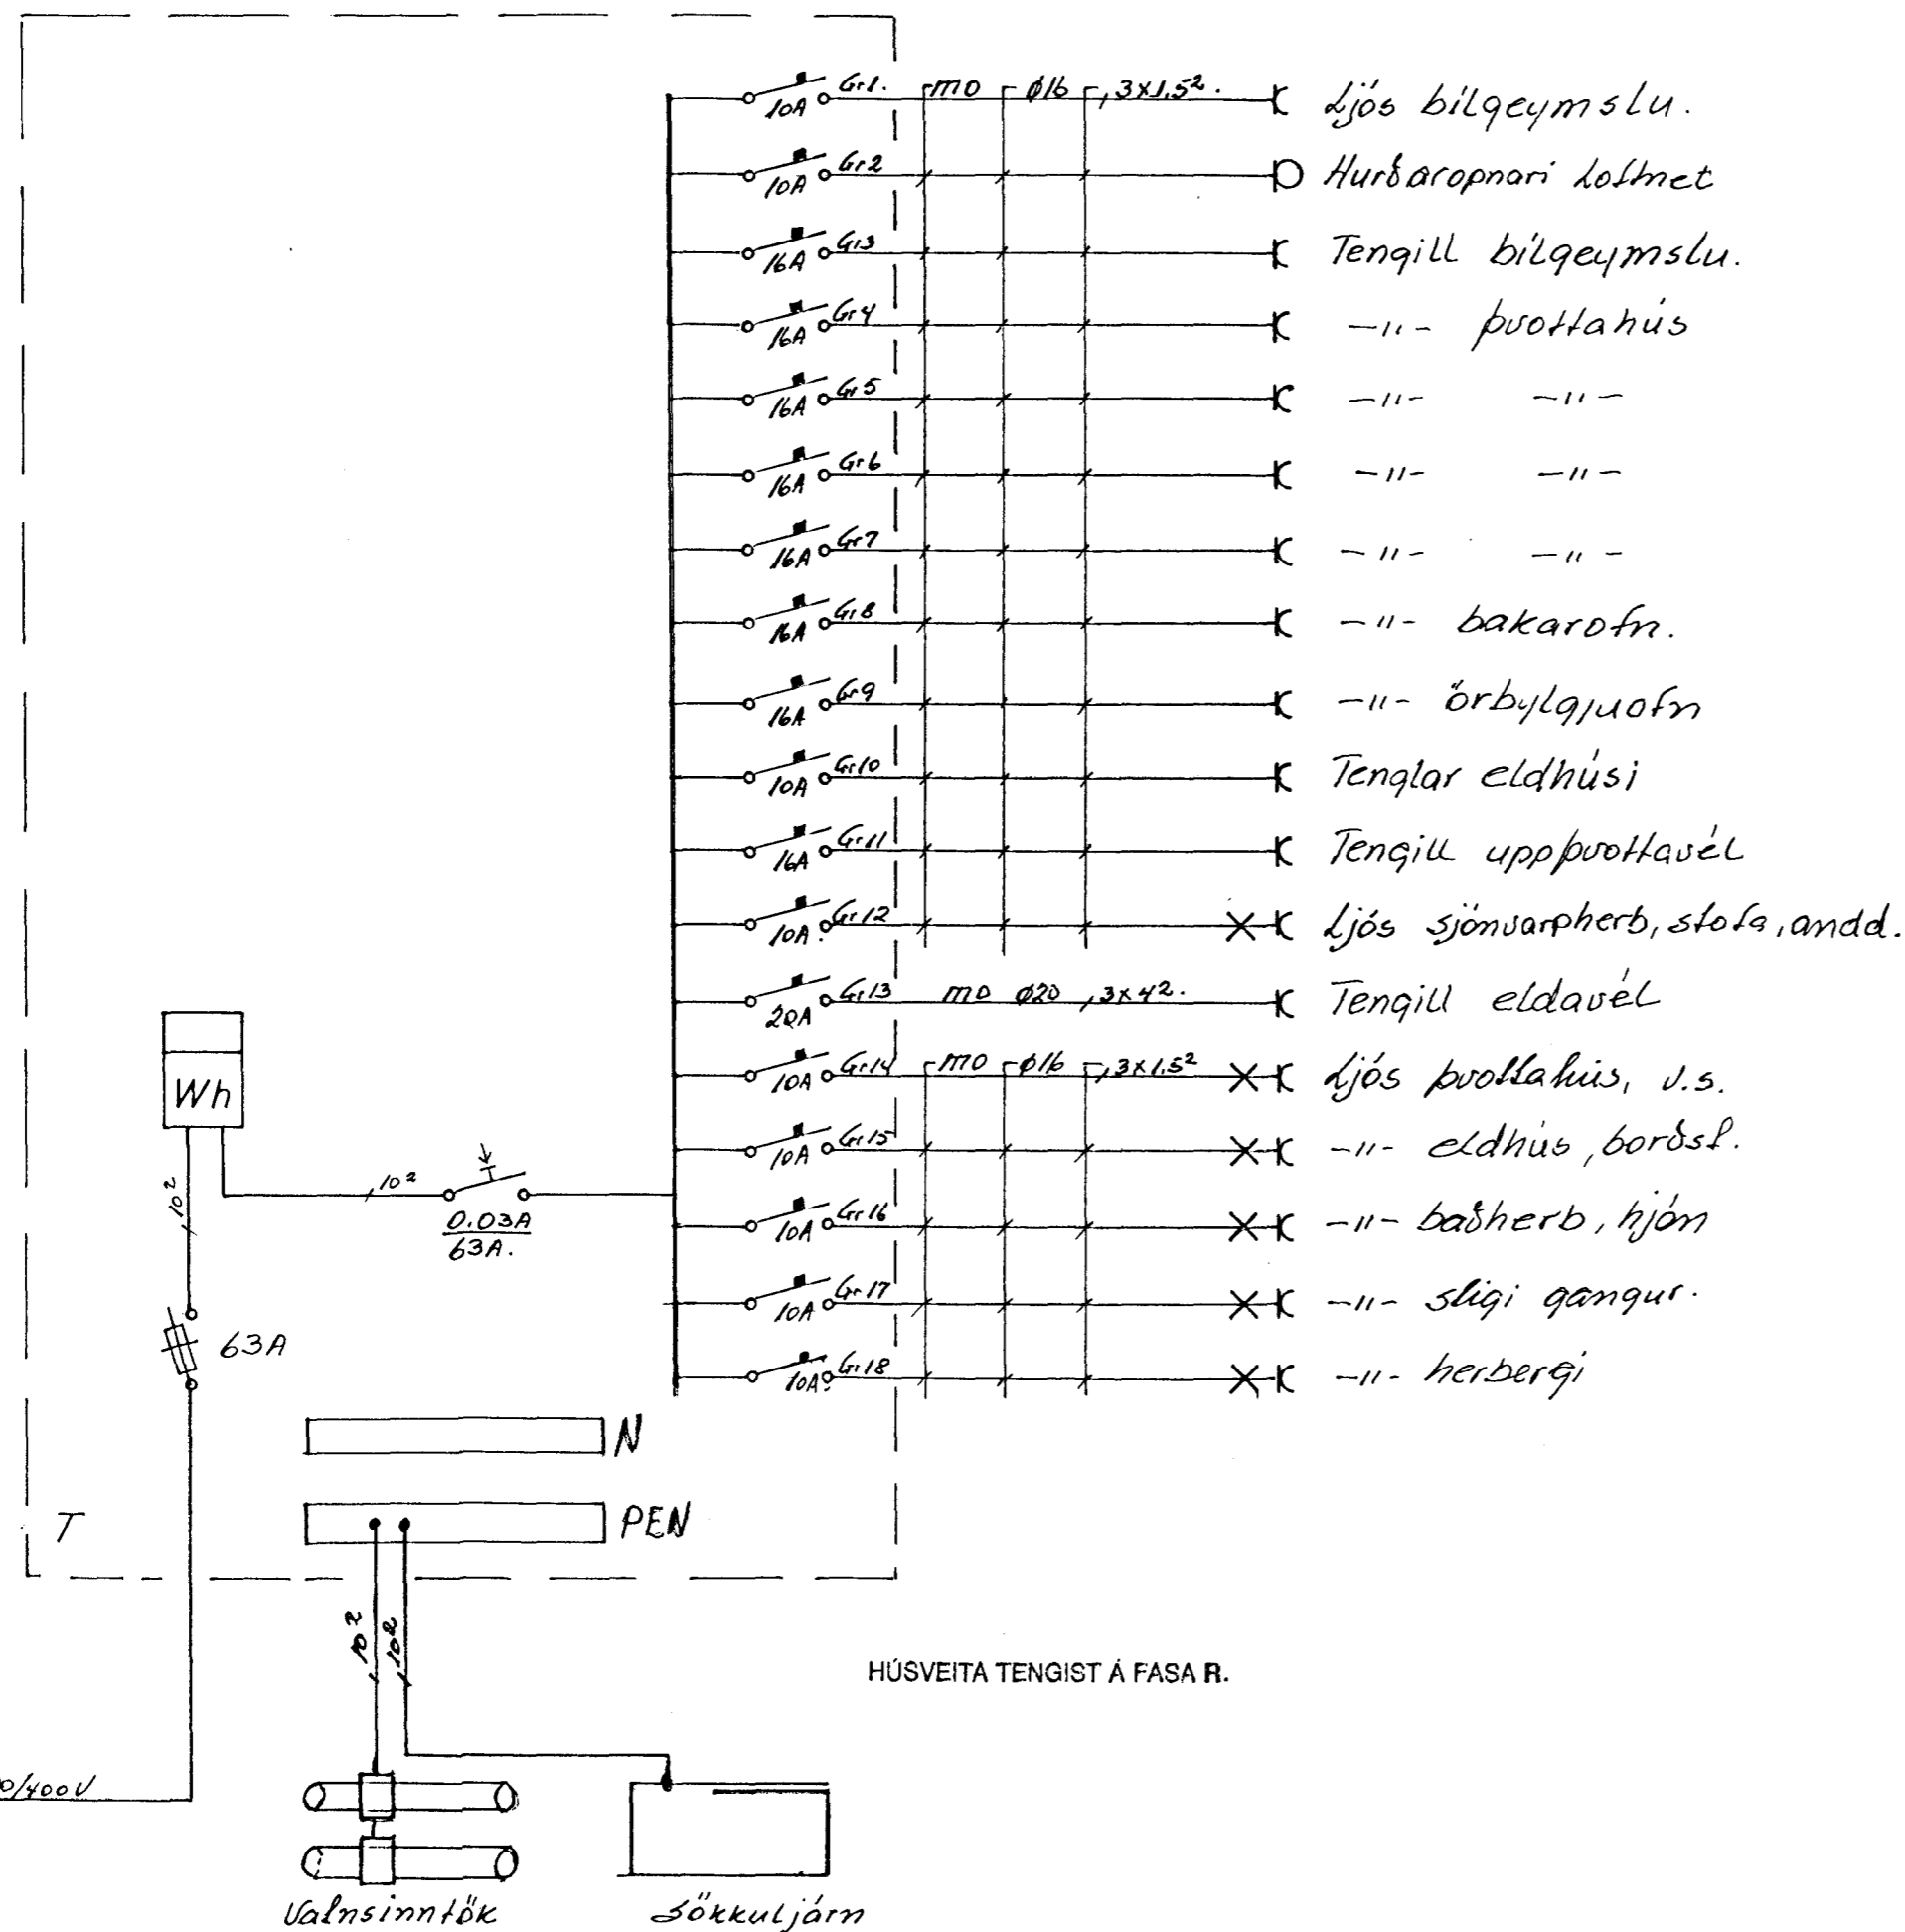 10A Gr1. m0 ø16 3x1.5². Ljós bílgeymslu.
10A Gr2 Hurðaropnari Loftnet
16A Gr3 Tengill bílgeymslu.
16A Gr4 -"- þvottahús
16A Gr5 -"- -"-
16A Gr6 -"- -"-
16A Gr7 -"- -"-
16A Gr8 -"- bakarofn.
16A Gr9 -"- örbylgjuofn
10A Gr10 Tenglar eldhúsi
16A Gr11 Tengill uppþvottavél
10A. Gr12 Ljós sjónvarpherb, stofa, andd.
20A Gr13 m0 ø20 3x4². Tengill eldavél
10A Gr14 m0 ø16 3x1.5² Ljós þvottahús, v.s.
10A Gr15 -"- eldhús, borðst.
10A Gr16 -"- baðherb, hjón
10A Gr17 -"- stigi gangur.
10A Gr18 -"- herbergi
Wh
10²
10²
0.03A
63A.
63A
N
PEN
T
10²
10²
HÚSVEITA TENGIST Á FASA R.
0/400V
Vatnsinntök
Sökkuljárn